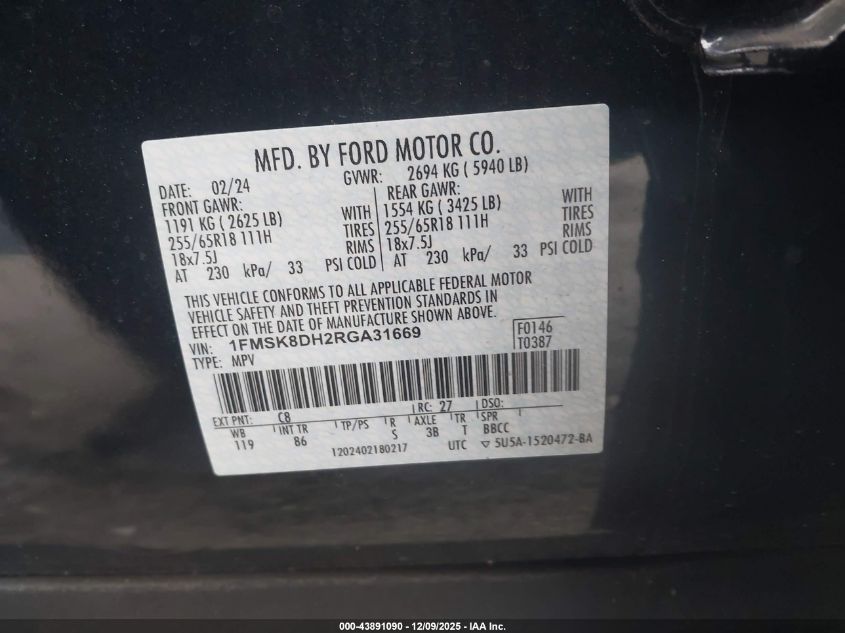 MFD. BY FORD MOTOR CO.
DATE: 02/24 GVWR: 2694 KG ( 5940 LB)
FRONT GAWR: REAR GAWR:
1191 KG ( 2625 LB) WITH 1554 KG ( 3425 LB) WITH
255/65R18 111H TIRES 255/65R18 111H TIRES
18x7.5J RIMS 18x7.5J RIMS
AT 230 kPa/ 33 PSI COLD AT 230 kPa/ 33 PSI COLD
THIS VEHICLE CONFORMS TO ALL APPLICABLE FEDERAL MOTOR
VEHICLE SAFETY AND THEFT PREVENTION STANDARDS IN
EFFECT ON THE DATE OF MANUFACTURE SHOWN ABOVE.
VIN: 1FMSK8DH2RGA31669 F0146
TYPE: MPV T0387
EXT PNT: C8 RC: 27 DSO:
WB INT TR TP/PS R AXLE TR SPR
119 86 S 3B T BBCC
1202402180217 UTC ▽ 5U5A-1520472-BA
000-43891090 - 12/09/2025 - IAA Inc.